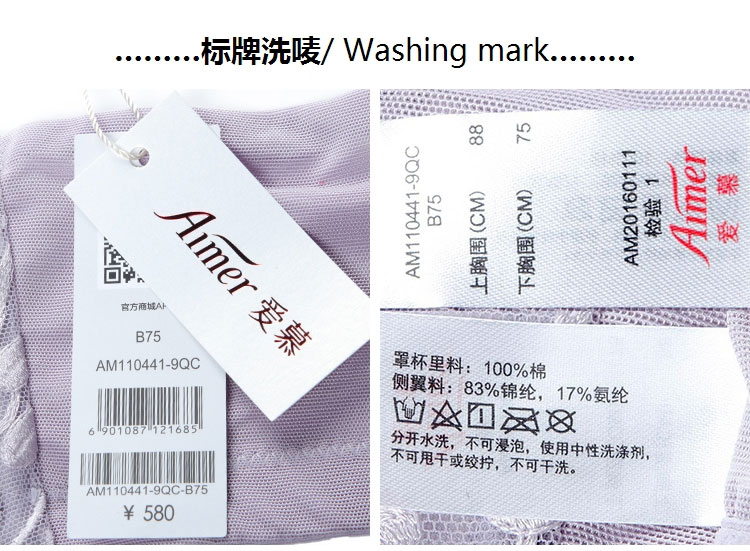 .........标牌洗唛/ Washing mark.........
Aimer 爱慕
官方商城
B75
AM110441-9QC
6 901087 121685
AM110441-9QC-B75
¥ 580
AM110441-9QC
B75
上胸围(CM) 88
下胸围(CM) 75
AM20160111
检验 1
Aimer
爱慕
罩杯里料: 100%棉
侧翼料: 83%锦纶, 17%氨纶
分开水洗, 不可浸泡, 使用中性洗涤剂,
不可甩干或绞拧, 不可干洗。